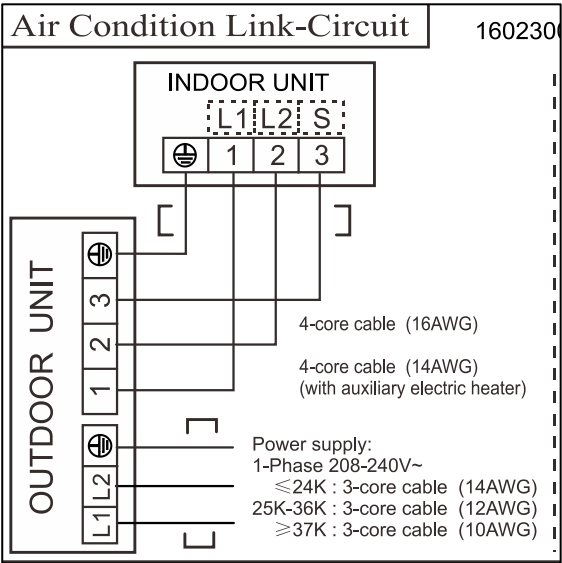 Air Condition Link-Circuit
160230
INDOOR UNIT
L1 L2 S
1 2 3
OUTDOOR UNIT
3
2
1
L2
L1
4-core cable (16AWG)
4-core cable (14AWG)
(with auxiliary electric heater)
Power supply:
1-Phase 208-240V~
≤24K : 3-core cable (14AWG)
25K-36K : 3-core cable (12AWG)
≥37K : 3-core cable (10AWG)